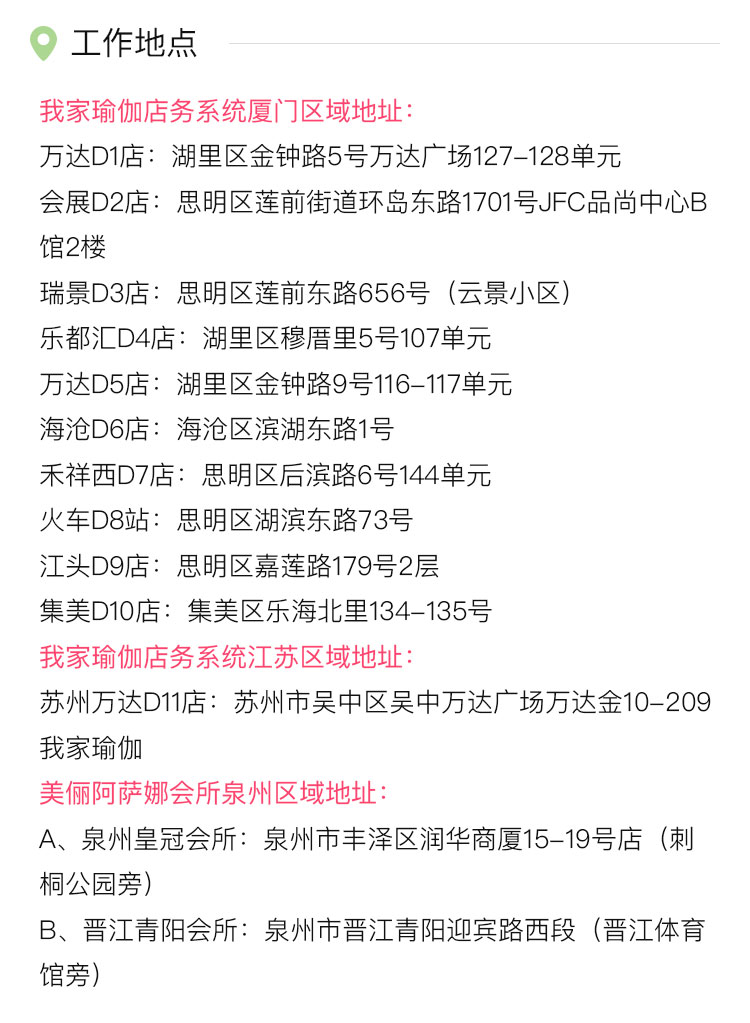 工作地点
我家瑜伽店务系统厦门区域地址：
万达D1店：湖里区金钟路5号万达广场127-128单元
会展D2店：思明区莲前街道环岛东路1701号JFC品尚中心B
馆2楼
瑞景D3店：思明区莲前东路656号（云景小区）
乐都汇D4店：湖里区穆厝里5号107单元
万达D5店：湖里区金钟路9号116-117单元
海沧D6店：海沧区滨湖东路1号
禾祥西D7店：思明区后滨路6号144单元
火车D8站：思明区湖滨东路73号
江头D9店：思明区嘉莲路179号2层
集美D10店：集美区乐海北里134-135号
我家瑜伽店务系统江苏区域地址：
苏州万达D11店：苏州市吴中区吴中万达广场万达金10-209
我家瑜伽
美俪阿萨娜会所泉州区域地址：
A、泉州皇冠会所：泉州市丰泽区润华商厦15-19号店（刺
桐公园旁）
B、晋江青阳会所：泉州市晋江青阳迎宾路西段（晋江体育
馆旁）